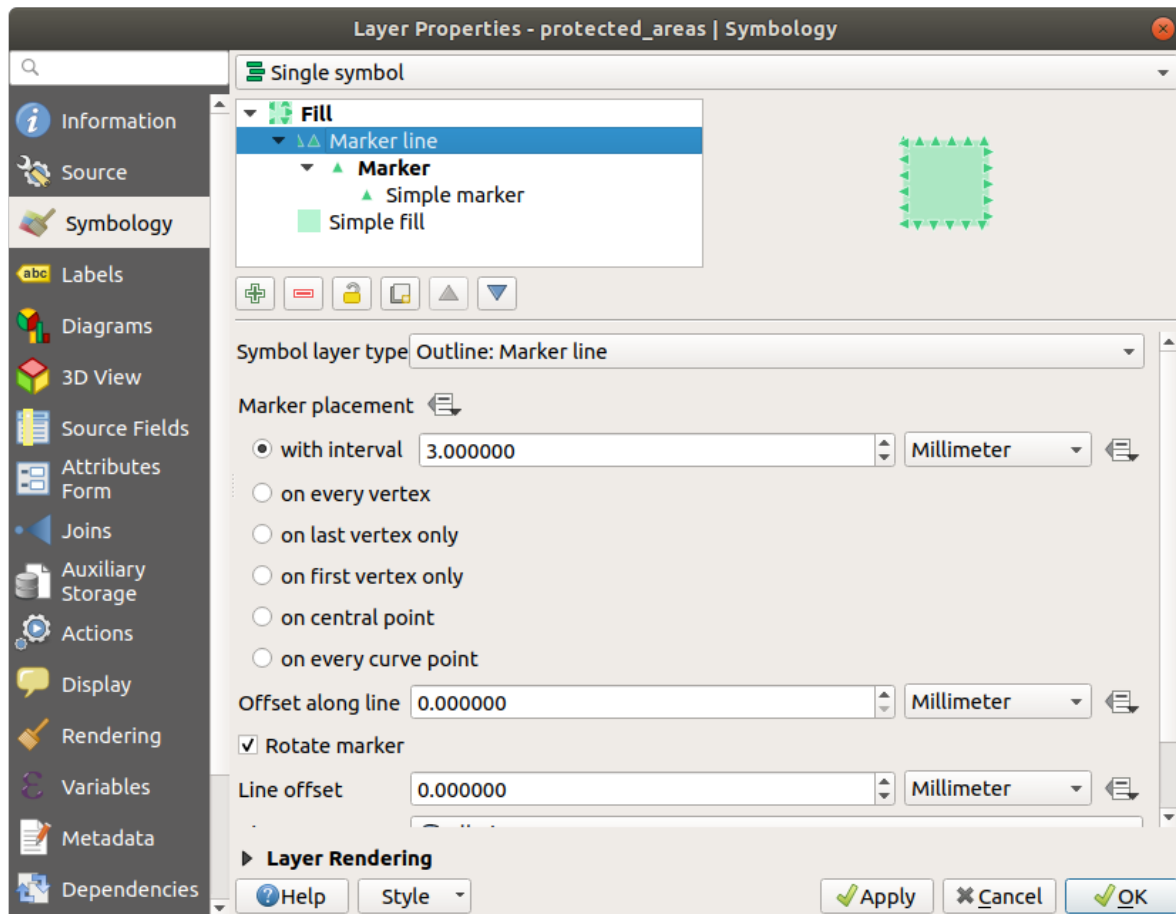 Layer Properties - protected_areas | Symbology
Single symbol
Information
Source
Symbology
abc Labels
Diagrams
3D View
Source Fields
Attributes
Form
Joins
Auxiliary
Storage
Actions
Display
Rendering
Variables
Metadata
Dependencies
Fill
Marker line
Marker
Simple marker
Simple fill
Symbol layer type Outline: Marker line
Marker placement
with interval 3.000000 Millimeter
on every vertex
on last vertex only
on first vertex only
on central point
on every curve point
Offset along line 0.000000 Millimeter
Rotate marker
Line offset 0.000000 Millimeter
Layer Rendering
Help Style Apply Cancel OK